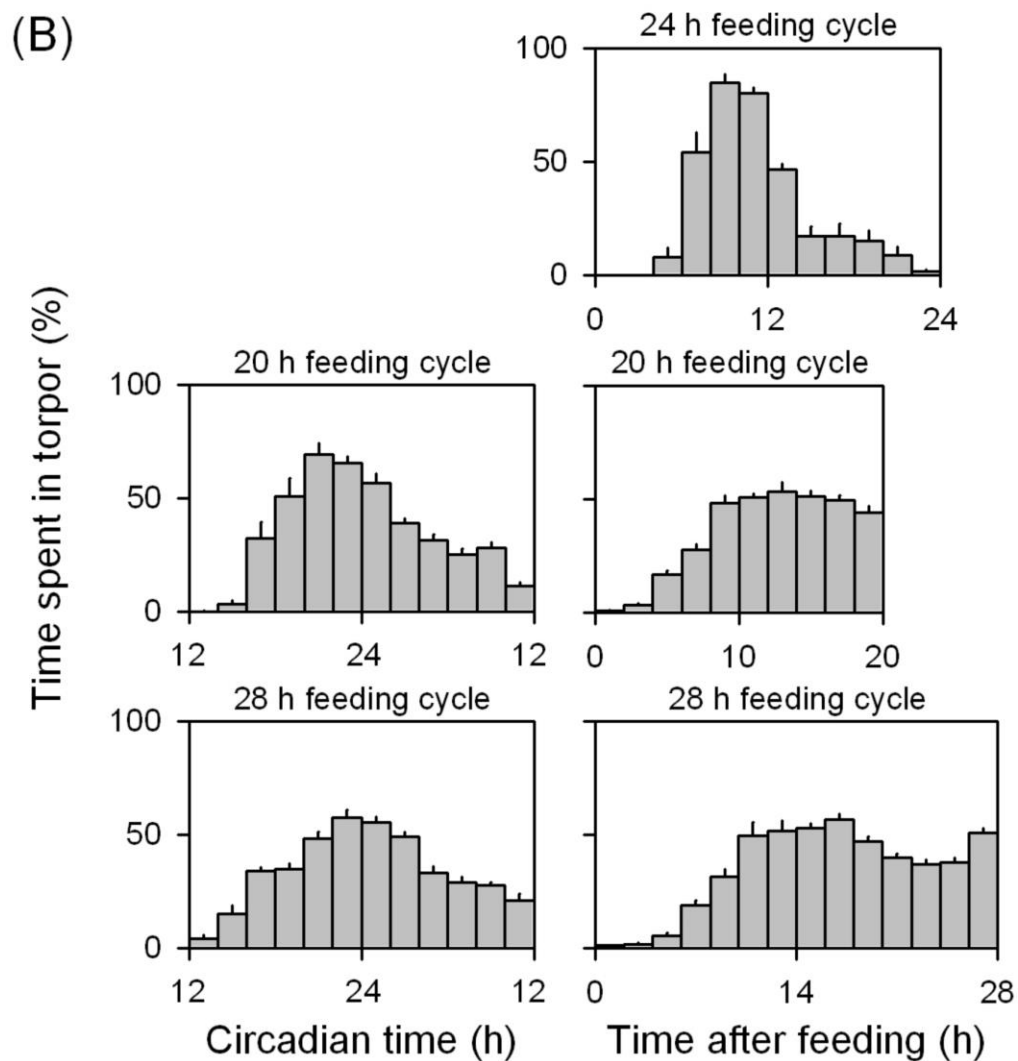 (B)
24 h feeding cycle
100
50
0
0 12 24
Time spent in torpor (%)
20 h feeding cycle 20 h feeding cycle
100
50
0
12 24 12 0 10 20
28 h feeding cycle 28 h feeding cycle
100
50
0
12 24 12 0 14 28
Circadian time (h) Time after feeding (h)